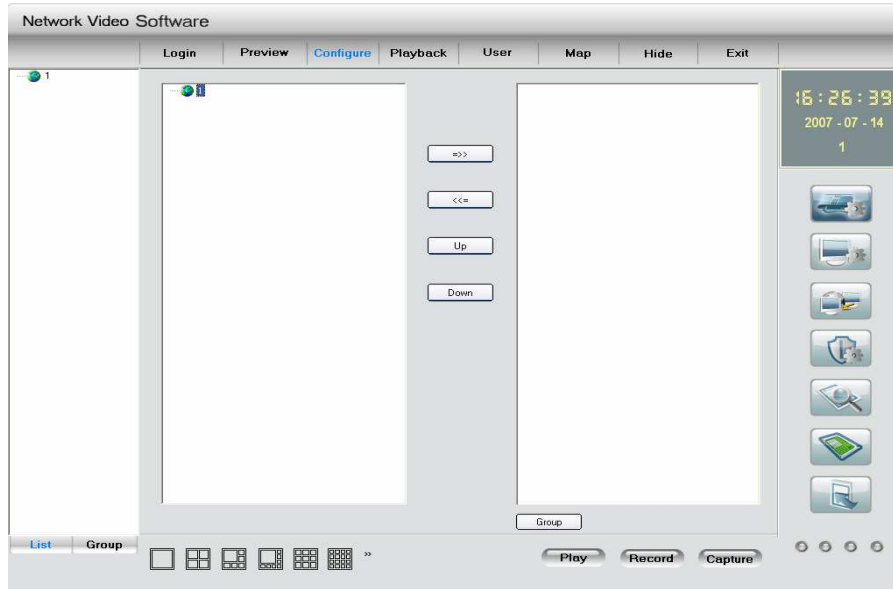 Network Video Software
Login Preview Configure Playback User Map Hide Exit
1
1
16:26:39
2007 - 07 - 14
1
=>>
<<=
Up
Down
Group
List Group
»
Play Record Capture